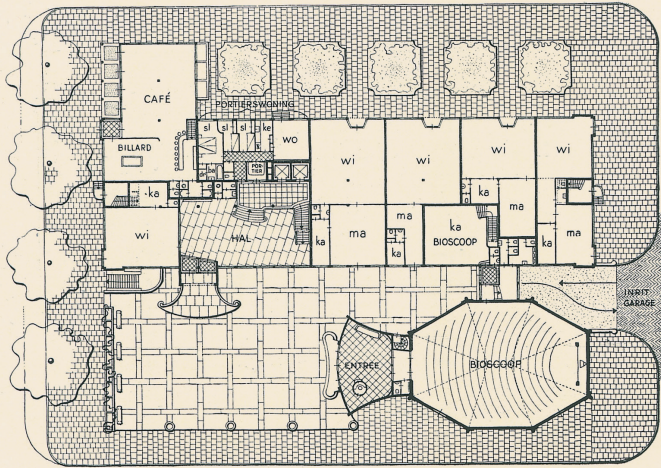 PORTIERSWONING
CAFÉ
sl
sl
sl
ke
wo
wi
wi
wi
wi
BILLARD
POR-
TIER
ka
ka
wi
HAL
ma
ma
ma
ma
ka
ka
ka
ka
BIOSCOOP
INRIT
GARAGE
ENTRÉE
BIOSCOOP